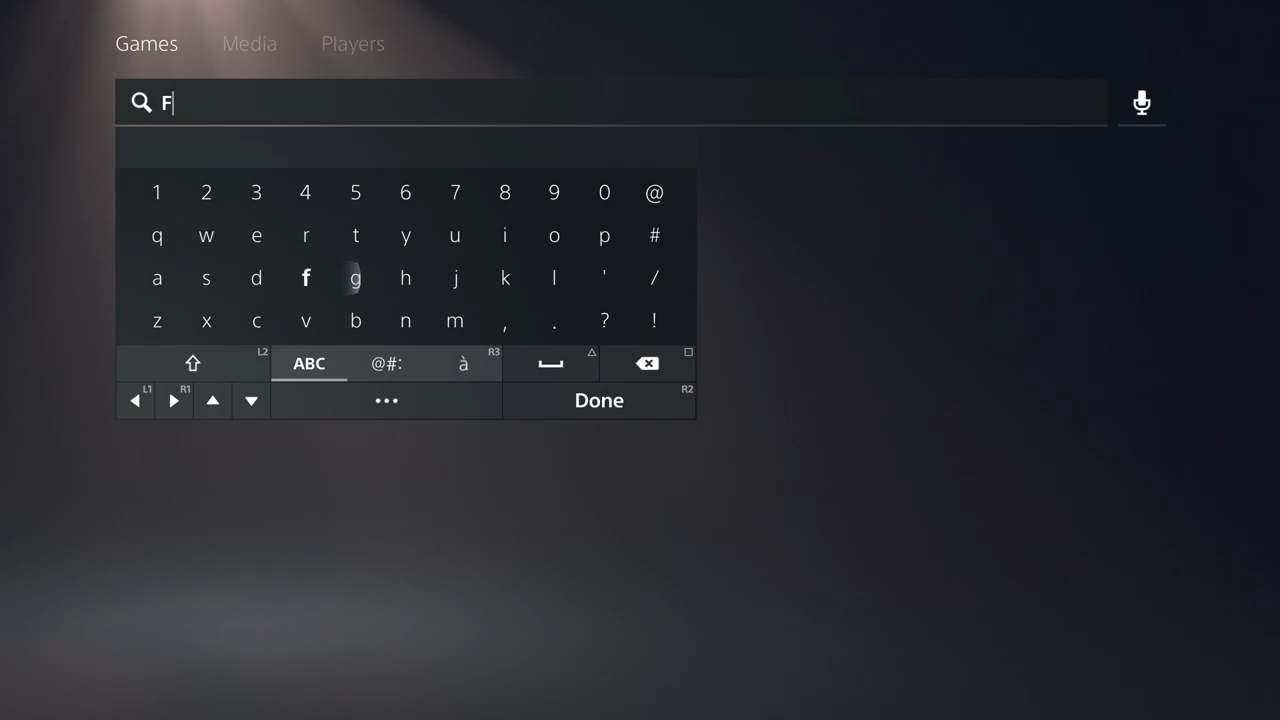 Games Media Players
F
1 2 3 4 5 6 7 8 9 0 @
q w e r t y u i o p #
a s d f g h j k l ' /
z x c v b n m , . ? !
L2 ABC @#: à R3 △ □
L1 R1 ... Done R2